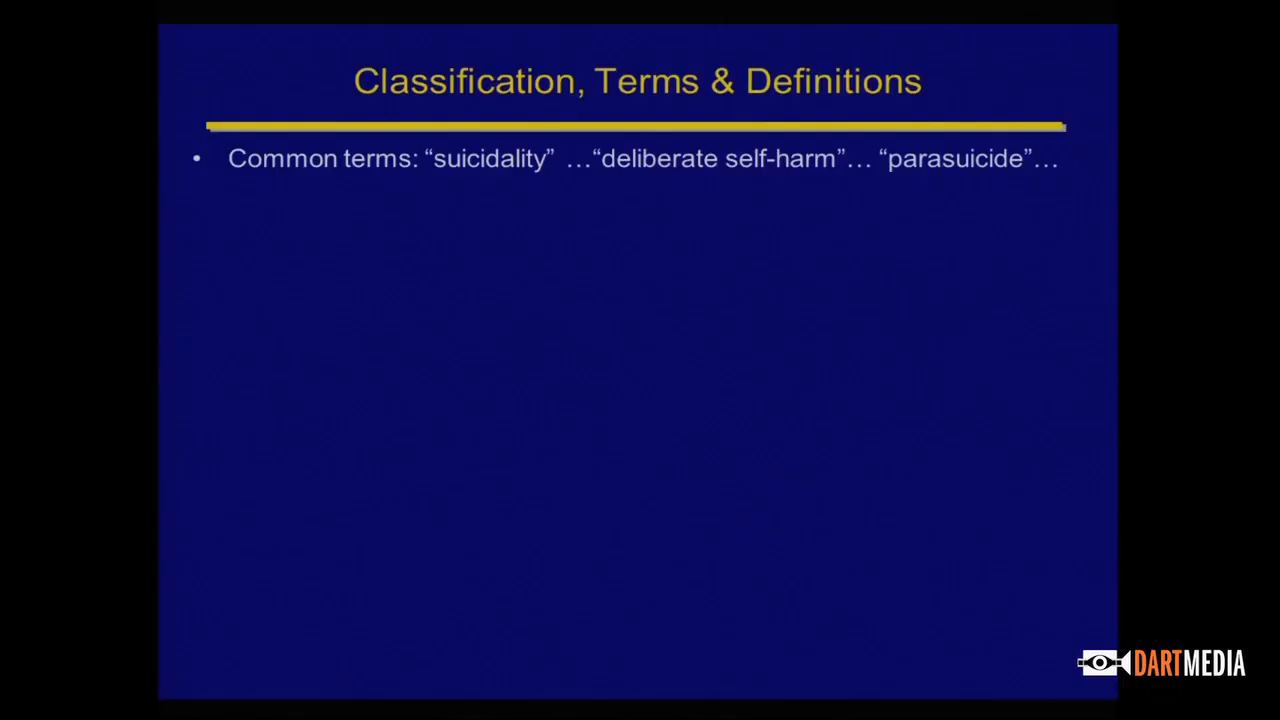 Classification, Terms & Definitions
• Common terms: “suicidality” …“deliberate self-harm”… “parasuicide”…
DARTMEDIA